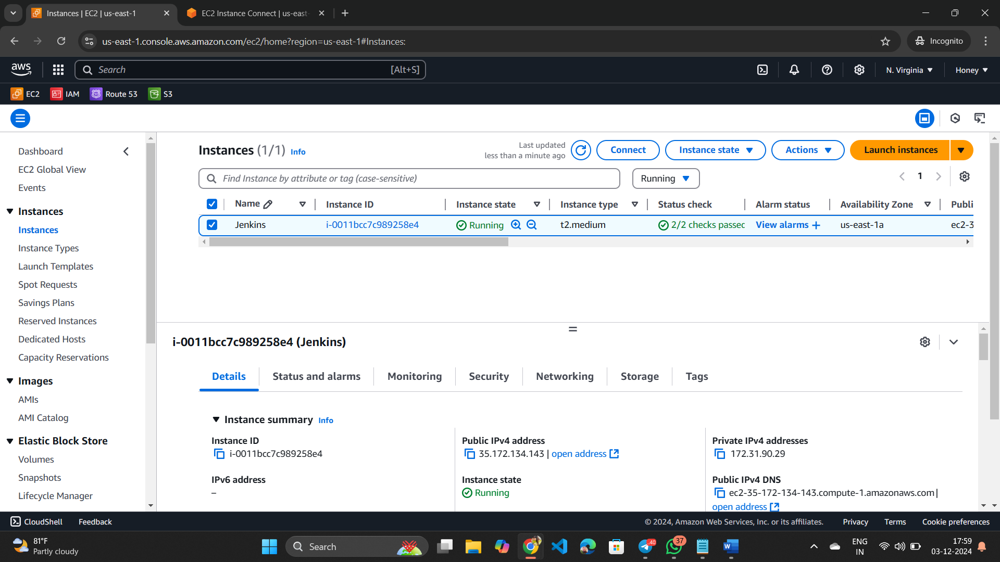 Instances | EC2 | us-east-1
EC2 Instance Connect | us-east-
us-east-1.console.aws.amazon.com/ec2/home?region=us-east-1#Instances:
Incognito
aws
Search
[Alt+S]
N. Virginia
Honey
EC2
IAM
Route 53
S3
Dashboard
EC2 Global View
Events
Instances
Instances
Instance Types
Launch Templates
Spot Requests
Savings Plans
Reserved Instances
Dedicated Hosts
Capacity Reservations
Images
AMIs
AMI Catalog
Elastic Block Store
Volumes
Snapshots
Lifecycle Manager
Instances (1/1) Info
Last updated
less than a minute ago
Connect
Instance state
Actions
Launch instances
Find Instance by attribute or tag (case-sensitive)
Running
1
Name Instance ID Instance state Instance type Status check Alarm status Availability Zone Publi
Jenkins i-0011bcc7c989258e4 Running t2.medium 2/2 checks passec View alarms + us-east-1a ec2-3
i-0011bcc7c989258e4 (Jenkins)
Details Status and alarms Monitoring Security Networking Storage Tags
Instance summary Info
Instance ID
i-0011bcc7c989258e4
IPv6 address
–
Public IPv4 address
35.172.134.143 | open address
Instance state
Running
Private IPv4 addresses
172.31.90.29
Public IPv4 DNS
ec2-35-172-134-143.compute-1.amazonaws.com |
open address
CloudShell Feedback
© 2024, Amazon Web Services, Inc. or its affiliates. Privacy Terms Cookie preferences
81°F
Partly cloudy
Search
40
37
ENG
IN
17:59
03-12-2024